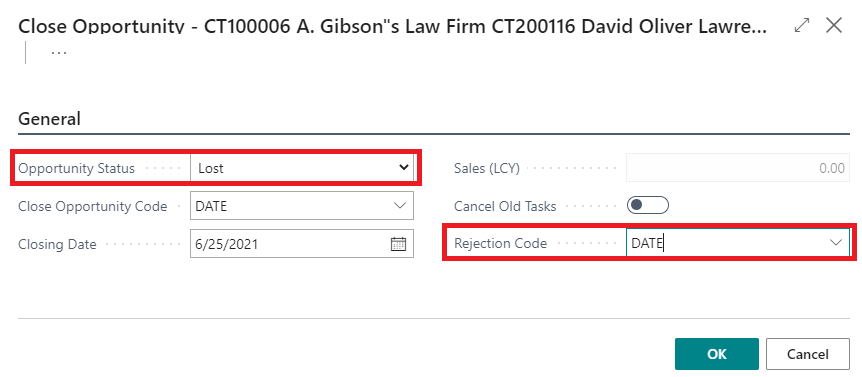 Close Opportunity - CT100006 A. Gibson"s Law Firm CT200116 David Oliver Lawre...
...
General
Opportunity Status Lost
Sales (LCY) 0.00
Close Opportunity Code DATE
Cancel Old Tasks
Closing Date 6/25/2021
Rejection Code DATE
OK Cancel